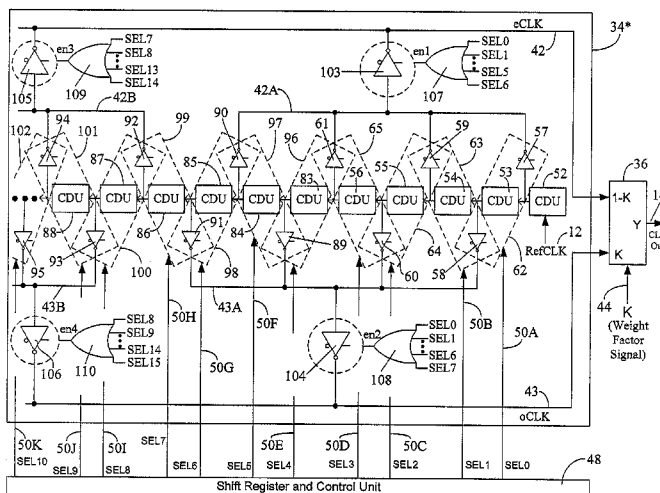 eCLK
34*
SEL7
SEL8
SEL13
SEL14
en3
105
109
42
SEL0
SEL1
SEL5
SEL6
en1
103
107
42B
42A
102
94
101
92
99
90
97
96
61
65
59
63
57
87
85
83
56
55
54
53
52
36
CDU CDU CDU CDU CDU CDU CDU CDU CDU CDU CDU
1-K
Y
K
88
86
84
91
89
95
93
100
98
60
64
58
62
RefCLK
12
43B
43A
44
K
(Weight
Factor
Signal)
en4
SEL8
SEL9
SEL14
SEL15
106
110
50H
50G
50F
en2
SEL0
SEL1
SEL6
SEL7
104
108
50B
50A
43
oCLK
50K
50J
50I
50E
50D
50C
SEL10
SEL9
SEL8
SEL7
SEL6
SEL5
SEL4
SEL3
SEL2
SEL1
SEL0
48
Shift Register and Control Unit